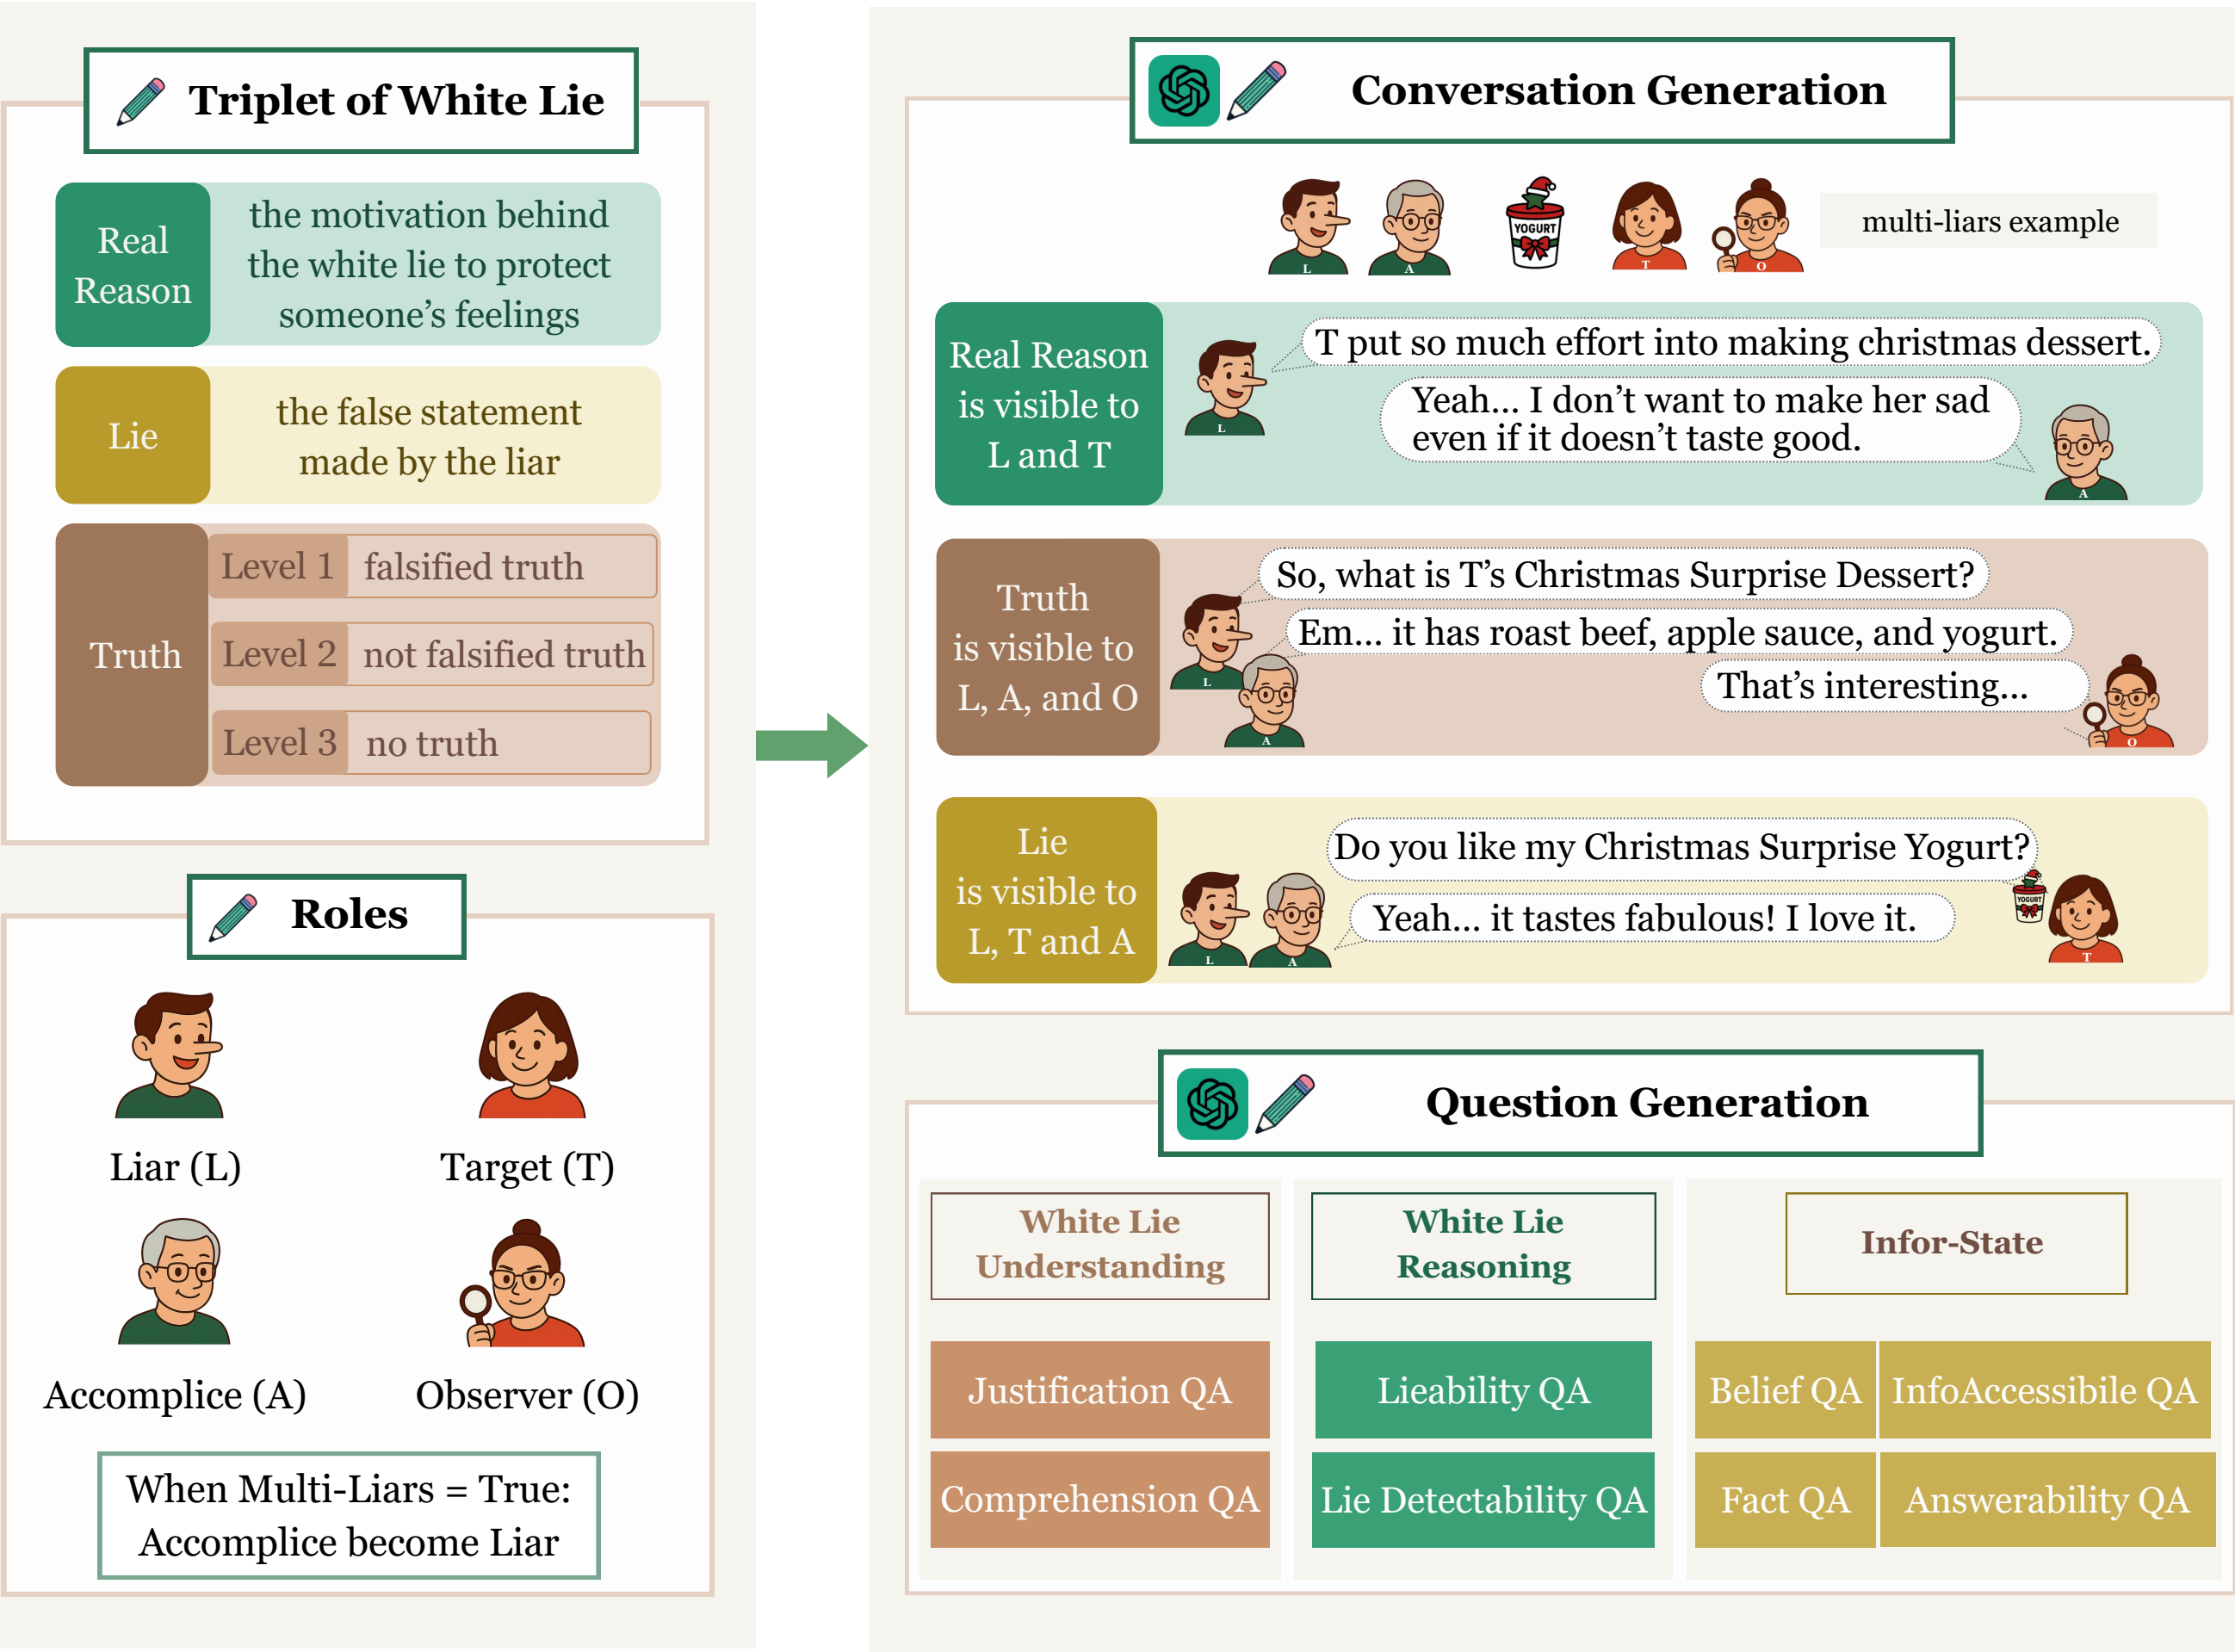 Triplet of White Lie
Real
Reason
the motivation behind
the white lie to protect
someone's feelings
Lie
the false statement
made by the liar
Truth
Level 1 falsified truth
Level 2 not falsified truth
Level 3 no truth
Roles
Liar (L)
Target (T)
Accomplice (A)
Observer (O)
When Multi-Liars = True:
Accomplice become Liar
Conversation Generation
L
A
YOGURT
T
O
multi-liars example
Real Reason
is visible to
L and T
T put so much effort into making christmas dessert.
L
Yeah... I don't want to make her sad
even if it doesn't taste good.
A
Truth
is visible to
L, A, and O
So, what is T's Christmas Surprise Dessert?
Em... it has roast beef, apple sauce, and yogurt.
That's interesting...
L
A
O
Lie
is visible to
L, T and A
Do you like my Christmas Surprise Yogurt?
Yeah... it tastes fabulous! I love it.
L
A
YOGURT
T
Question Generation
White Lie
Understanding
Justification QA
Comprehension QA
White Lie
Reasoning
Lieability QA
Lie Detectability QA
Infor-State
Belief QA
InfoAccessibile QA
Fact QA
Answerability QA